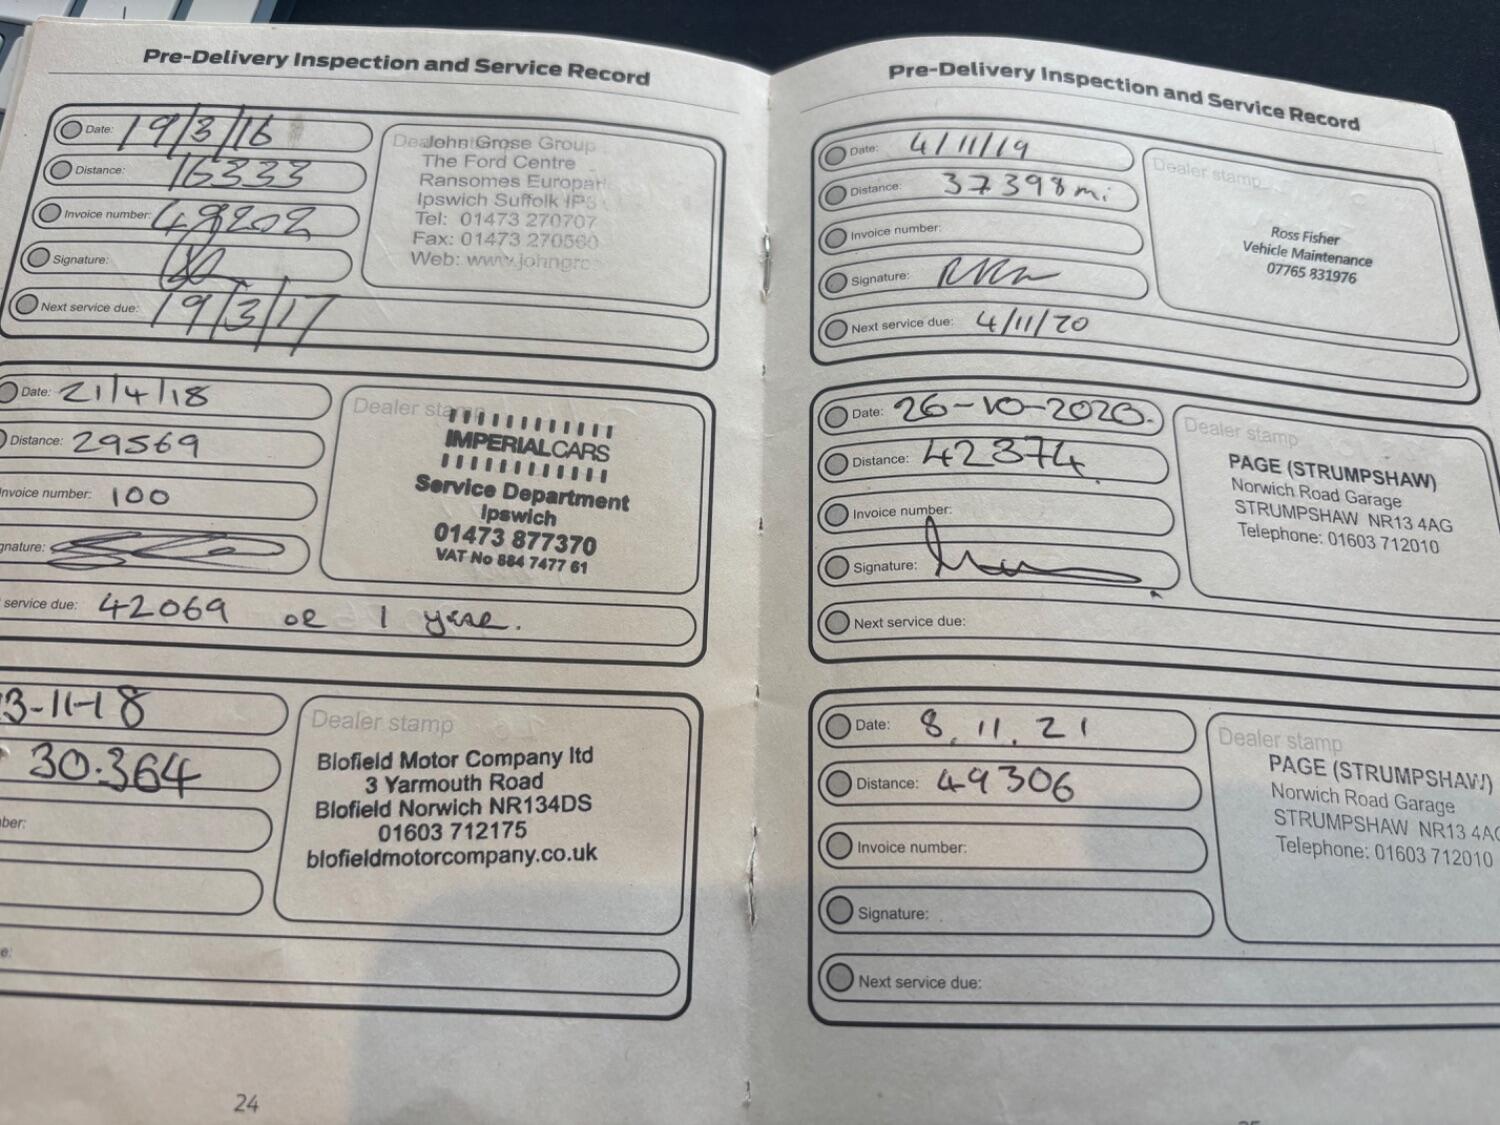 Pre-Delivery Inspection and Service Record
Date: 19/3/16
Distance: 16333
Invoice number: 48202
Signature:
Next service due: 19/3/17
John Grose Group
The Ford Centre
Ransomes Europar
Ipswich Suffolk IP3
Tel: 01473 270707
Fax: 01473 270560
Web: www.johngro
Date: 21/4/18
Distance: 29569
Invoice number: 100
gnature:
service due: 42069 or 1 year.
Dealer stamp
IMPERIALCARS
Service Department
Ipswich
01473 877370
VAT No 884 7477 61
3-11-18
30.364
ber:
e:
Dealer stamp
Blofield Motor Company ltd
3 Yarmouth Road
Blofield Norwich NR134DS
01603 712175
blofieldmotorcompany.co.uk
24
Pre-Delivery Inspection and Service Record
Date: 4/11/19
Distance: 37398mi
Invoice number:
Signature:
Next service due: 4/11/20
Dealer stamp
Ross Fisher
Vehicle Maintenance
07765 831976
Date: 26-10-2020.
Distance: 42374
Invoice number:
Signature:
Next service due:
Dealer stamp
PAGE (STRUMPSHAW)
Norwich Road Garage
STRUMPSHAW NR13 4AG
Telephone: 01603 712010
Date: 8.11.21
Distance: 49306
Invoice number:
Signature:
Next service due:
Dealer stamp
PAGE (STRUMPSHAW)
Norwich Road Garage
STRUMPSHAW NR13 4AG
Telephone: 01603 712010